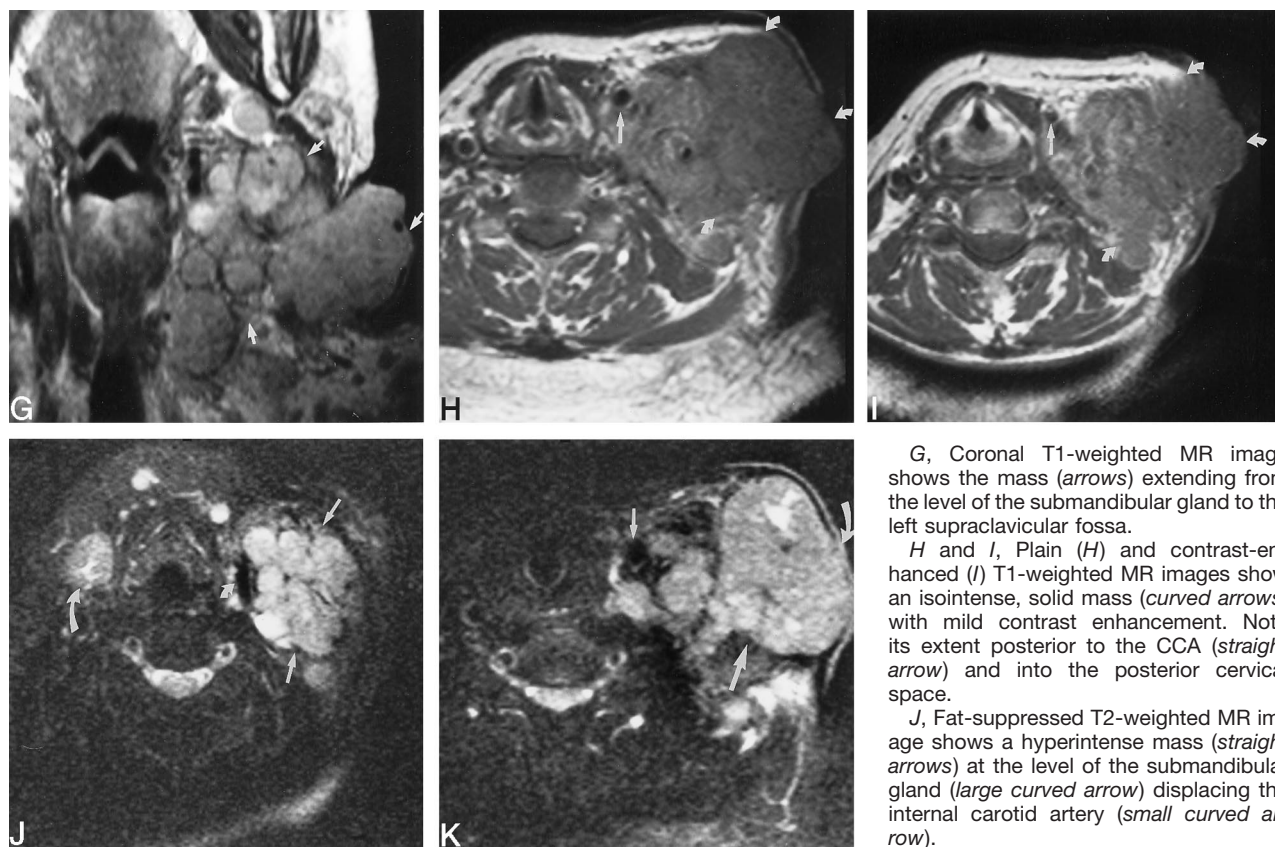 G
H
I
J
K
G, Coronal T1-weighted MR imag
shows the mass (arrows) extending from
the level of the submandibular gland to th
left supraclavicular fossa.
H and I, Plain (H) and contrast-en
hanced (I) T1-weighted MR images show
an isointense, solid mass (curved arrows
with mild contrast enhancement. Not
its extent posterior to the CCA (straigh
arrow) and into the posterior cervica
space.
J, Fat-suppressed T2-weighted MR im
age shows a hyperintense mass (straigh
arrows) at the level of the submandibula
gland (large curved arrow) displacing th
internal carotid artery (small curved ar
row).